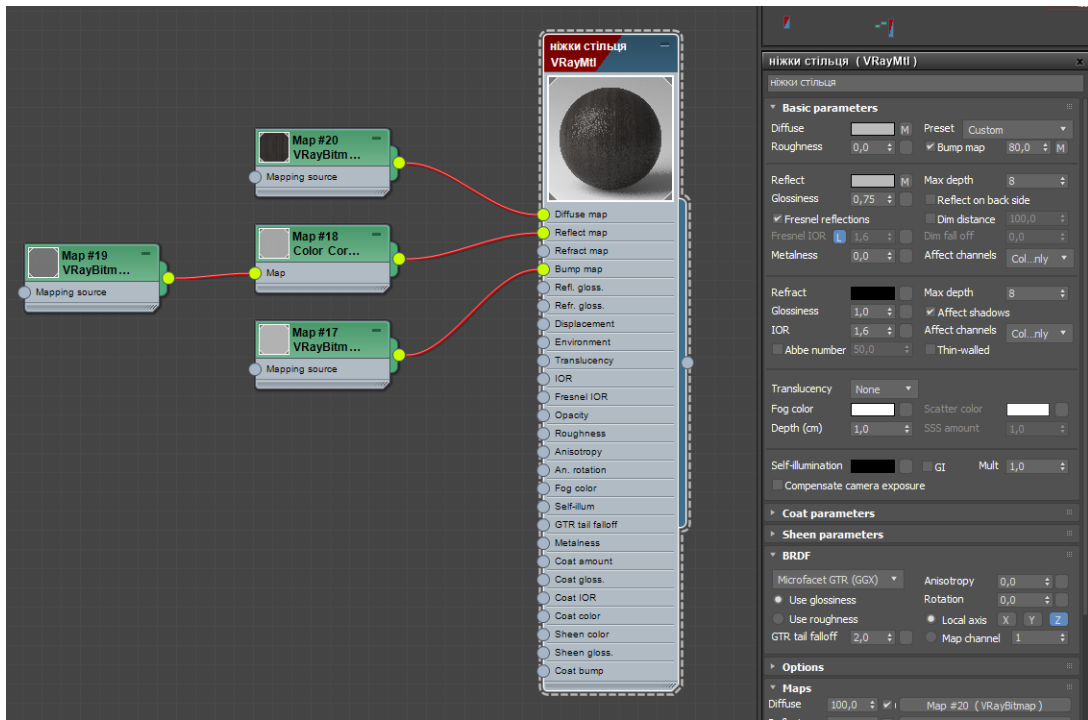 ніжки стільця
VRayMtl
Map #20
VRayBitm ...
Mapping source
Map #18
Color Cor...
Map
Map #19
VRayBitm ...
Mapping source
Map #17
VRayBitm ...
Mapping source
Diffuse map
Reflect map
Refract map
Bump map
Refl. gloss.
Refr. gloss.
Displacement
Environment
Translucency
IOR
Fresnel IOR
Opacity
Roughness
Anisotropy
An. rotation
Fog color
Self-illum
GTR tail falloff
Metalness
Coat amount
Coat gloss.
Coat IOR
Coat color
Sheen color
Sheen gloss.
Coat bump
ніжки стільця ( VRayMtl ) x
ніжки стільця
Basic parameters
Diffuse M Preset Custom
Roughness 0,0 Bump map 80,0 M
Reflect M Max depth 8
Glossiness 0,75 Reflect on back side
Fresnel reflections Dim distance 100,0
Fresnel IOR L 1,6 Dim fall off 0,0
Metalness 0,0 Affect channels Col...nly
Refract Max depth 8
Glossiness 1,0 Affect shadows
IOR 1,6 Affect channels Col...nly
Abbe number 50,0 Thin-walled
Translucency None
Fog color Scatter color
Depth (cm) 1,0 SSS amount 1,0
Self-illumination GI Mult 1,0
Compensate camera exposure
Coat parameters
Sheen parameters
BRDF
Microfacet GTR (GGX) Anisotropy 0,0
Use glossiness Rotation 0,0
Use roughness Local axis X Y Z
GTR tail falloff 2,0 Map channel 1
Options
Maps
Diffuse 100,0 Map #20 ( VRayBitmap )